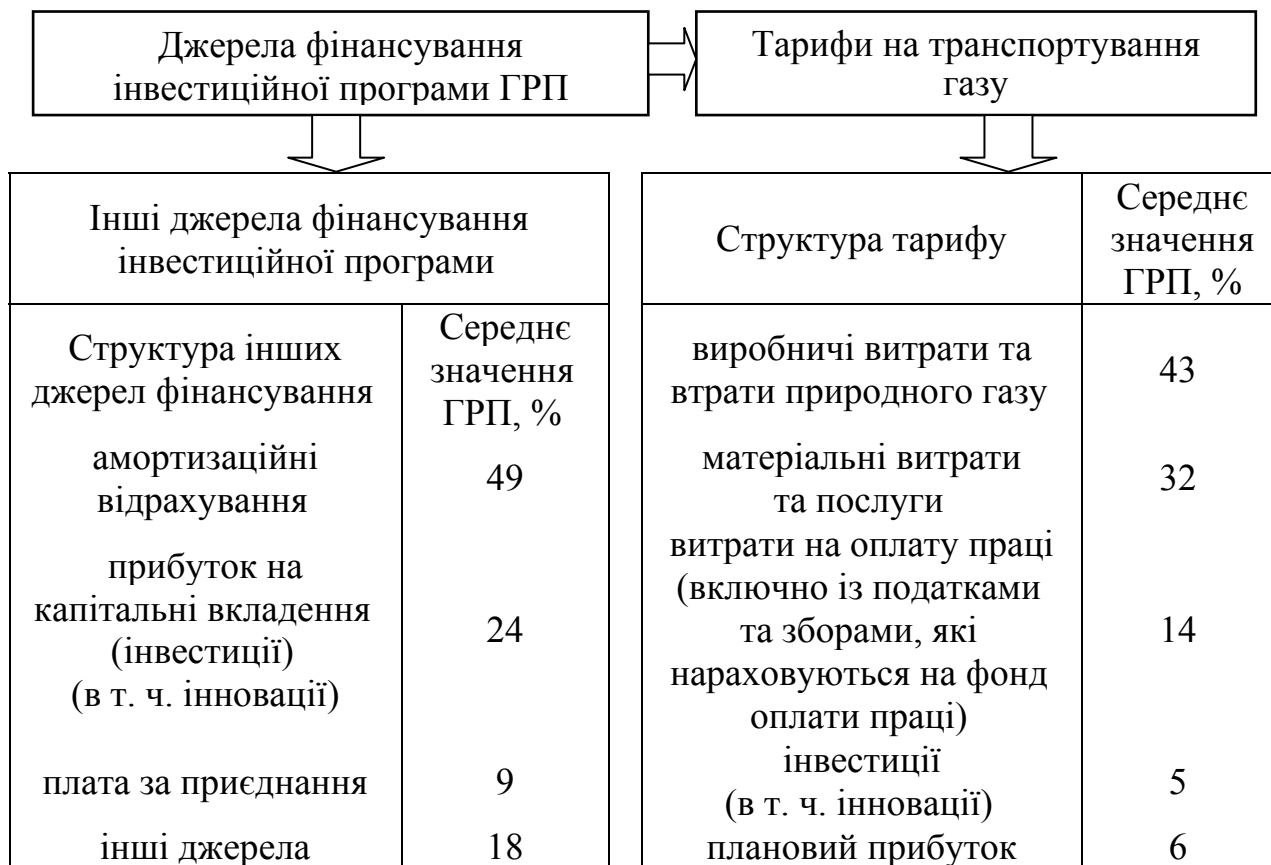 Джерела фінансування
інвестиційної програми ГРП
Тарифи на транспортування
газу
Інші джерела фінансування
інвестиційної програми
Структура інших
джерел фінансування
Середнє
значення
ГРП, %
амортизаційні
відрахування
49
прибуток на
капітальні вкладення
(інвестиції)
(в т. ч. інновації)
24
плата за приєднання
9
інші джерела
18
Структура тарифу
Середнє
значення
ГРП, %
виробничі витрати та
втрати природного газу
43
матеріальні витрати
та послуги
32
витрати на оплату праці
(включно із податками
та зборами, які
нараховуються на фонд
оплати праці)
14
інвестиції
(в т. ч. інновації)
5
плановий прибуток
6